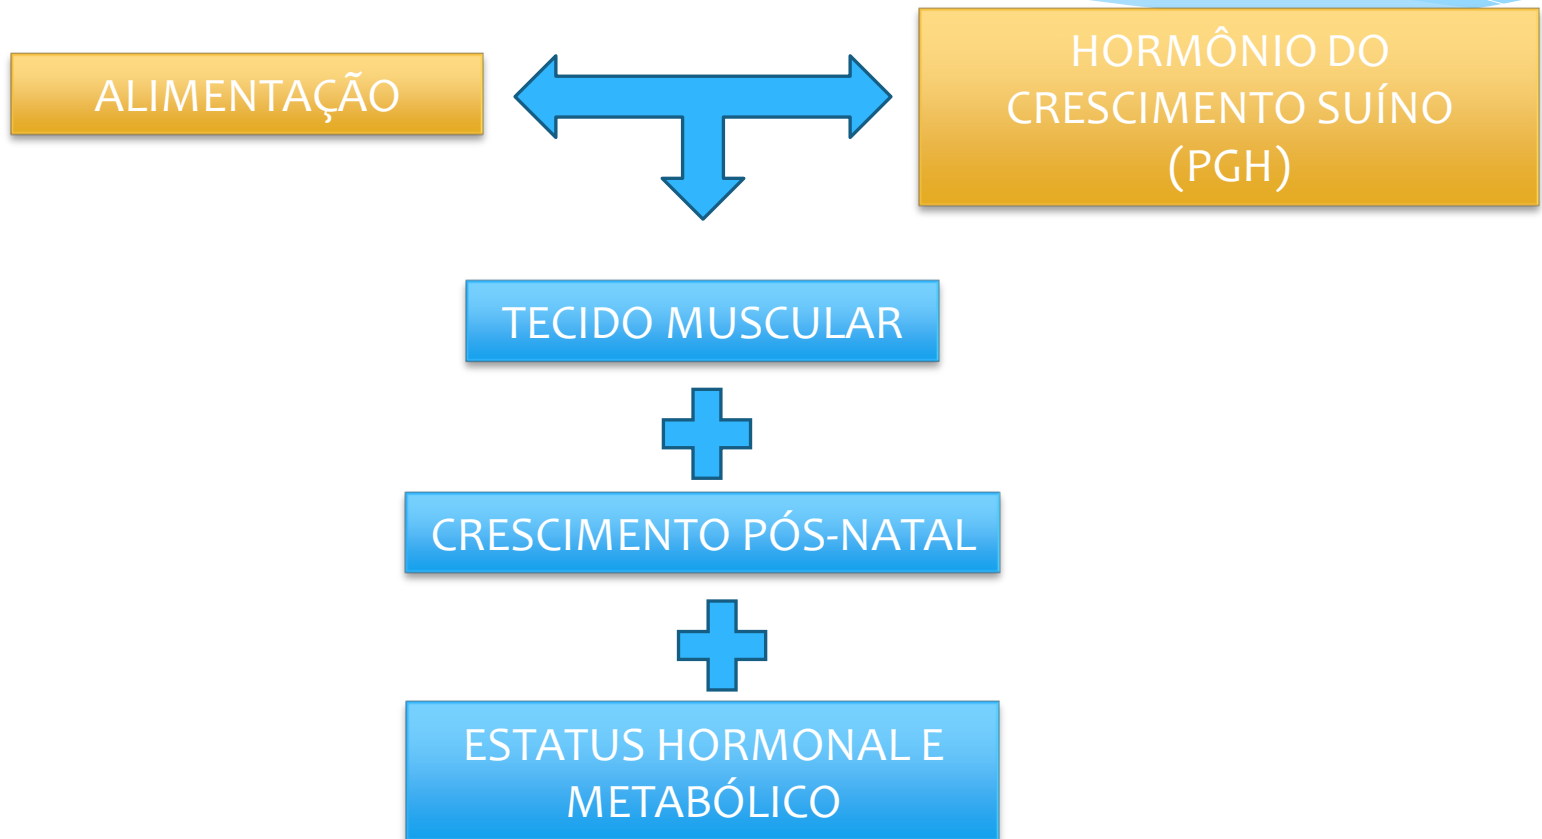 ALIMENTAÇÃO
HORMÔNIO DO
CRESCIMENTO SUÍNO
(PGH)
TECIDO MUSCULAR
CRESCIMENTO PÓS-NATAL
ESTATUS HORMONAL E
METABÓLICO